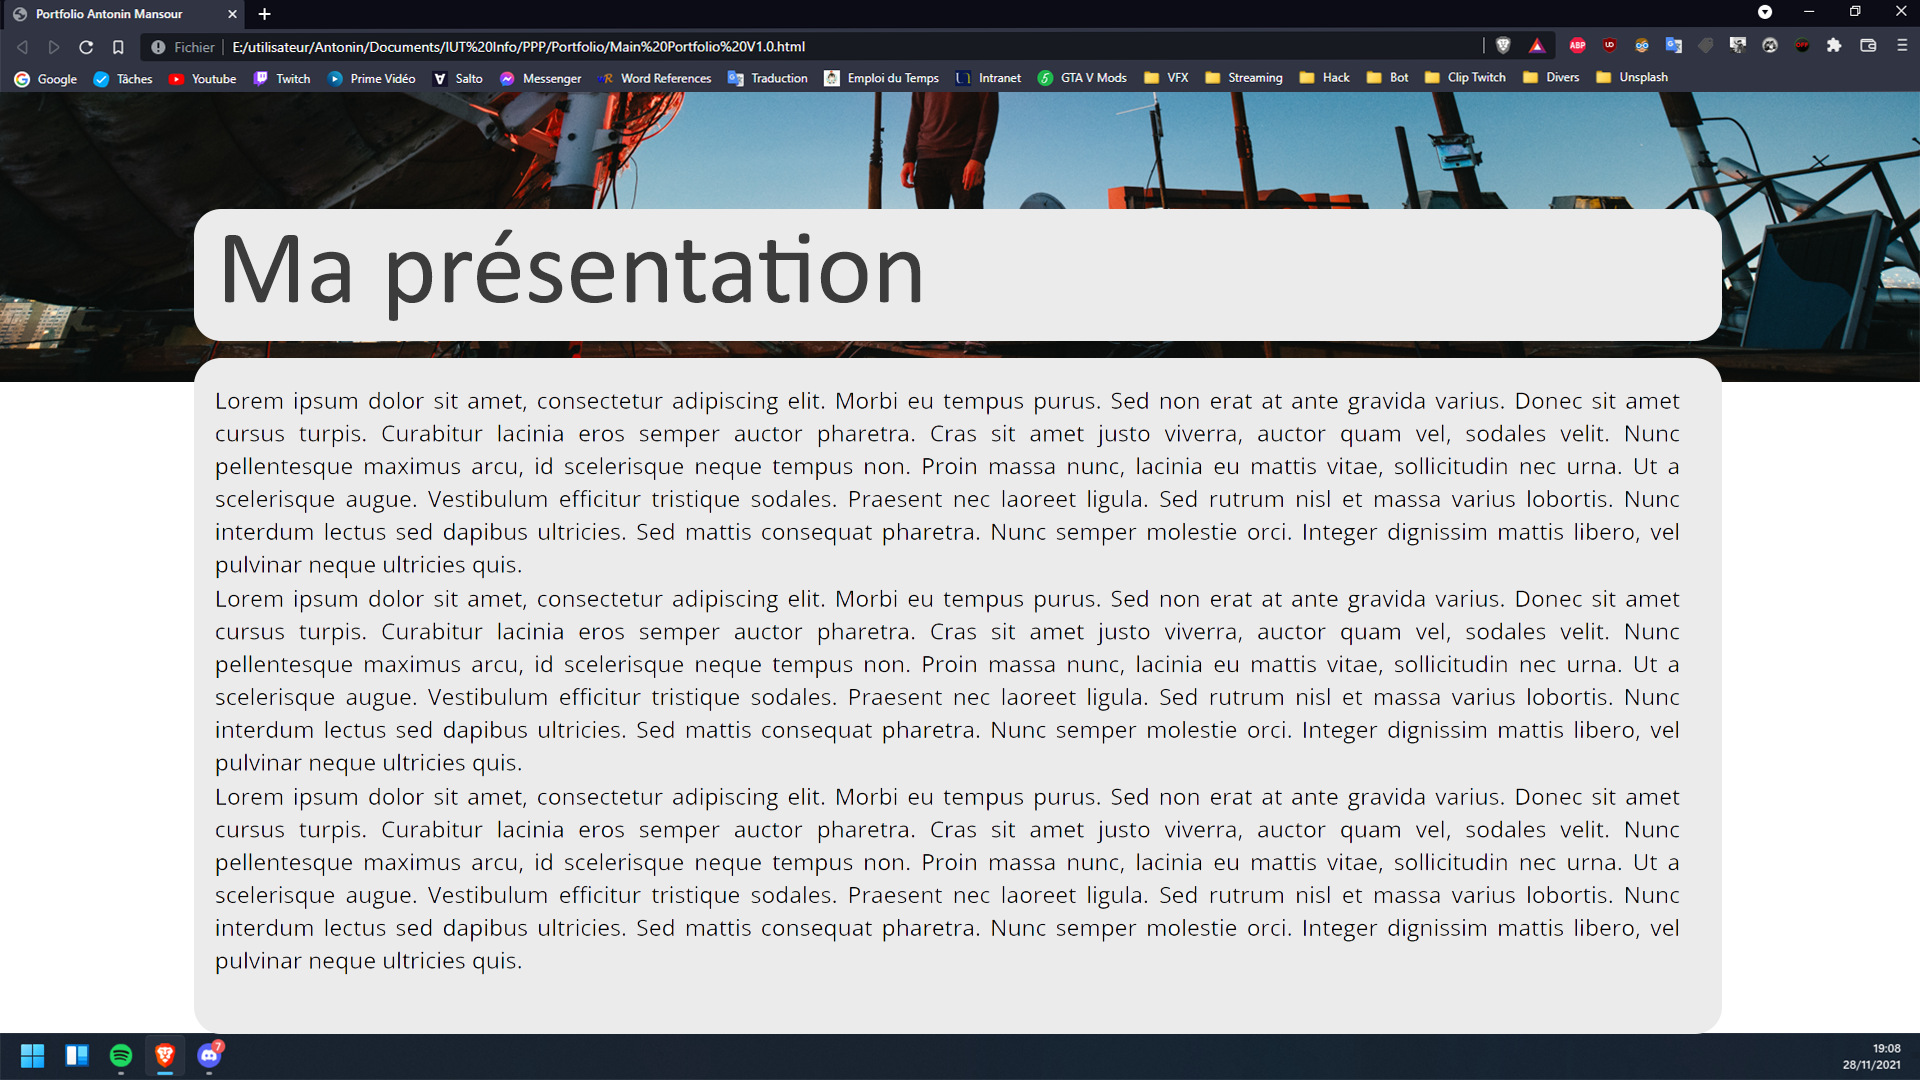 Portfolio Antonin Mansour
Fichier E:/utilisateur/Antonin/Documents/IUT%20Info/PPP/Portfolio/Main%20Portfolio%20V1.0.html
ABP UD OFF
Google Tâches Youtube Twitch Prime Vidéo Salto Messenger Word References Traduction Emploi du Temps Intranet GTA V Mods VFX Streaming Hack Bot Clip Twitch Divers Unsplash
Ma présentation
Lorem ipsum dolor sit amet, consectetur adipiscing elit. Morbi eu tempus purus. Sed non erat at ante gravida varius. Donec sit amet
cursus turpis. Curabitur lacinia eros semper auctor pharetra. Cras sit amet justo viverra, auctor quam vel, sodales velit. Nunc
pellentesque maximus arcu, id scelerisque neque tempus non. Proin massa nunc, lacinia eu mattis vitae, sollicitudin nec urna. Ut a
scelerisque augue. Vestibulum efficitur tristique sodales. Praesent nec laoreet ligula. Sed rutrum nisl et massa varius lobortis. Nunc
interdum lectus sed dapibus ultricies. Sed mattis consequat pharetra. Nunc semper molestie orci. Integer dignissim mattis libero, vel
pulvinar neque ultricies quis.
Lorem ipsum dolor sit amet, consectetur adipiscing elit. Morbi eu tempus purus. Sed non erat at ante gravida varius. Donec sit amet
cursus turpis. Curabitur lacinia eros semper auctor pharetra. Cras sit amet justo viverra, auctor quam vel, sodales velit. Nunc
pellentesque maximus arcu, id scelerisque neque tempus non. Proin massa nunc, lacinia eu mattis vitae, sollicitudin nec urna. Ut a
scelerisque augue. Vestibulum efficitur tristique sodales. Praesent nec laoreet ligula. Sed rutrum nisl et massa varius lobortis. Nunc
interdum lectus sed dapibus ultricies. Sed mattis consequat pharetra. Nunc semper molestie orci. Integer dignissim mattis libero, vel
pulvinar neque ultricies quis.
Lorem ipsum dolor sit amet, consectetur adipiscing elit. Morbi eu tempus purus. Sed non erat at ante gravida varius. Donec sit amet
cursus turpis. Curabitur lacinia eros semper auctor pharetra. Cras sit amet justo viverra, auctor quam vel, sodales velit. Nunc
pellentesque maximus arcu, id scelerisque neque tempus non. Proin massa nunc, lacinia eu mattis vitae, sollicitudin nec urna. Ut a
scelerisque augue. Vestibulum efficitur tristique sodales. Praesent nec laoreet ligula. Sed rutrum nisl et massa varius lobortis. Nunc
interdum lectus sed dapibus ultricies. Sed mattis consequat pharetra. Nunc semper molestie orci. Integer dignissim mattis libero, vel
pulvinar neque ultricies quis.
7
19:08
28/11/2021